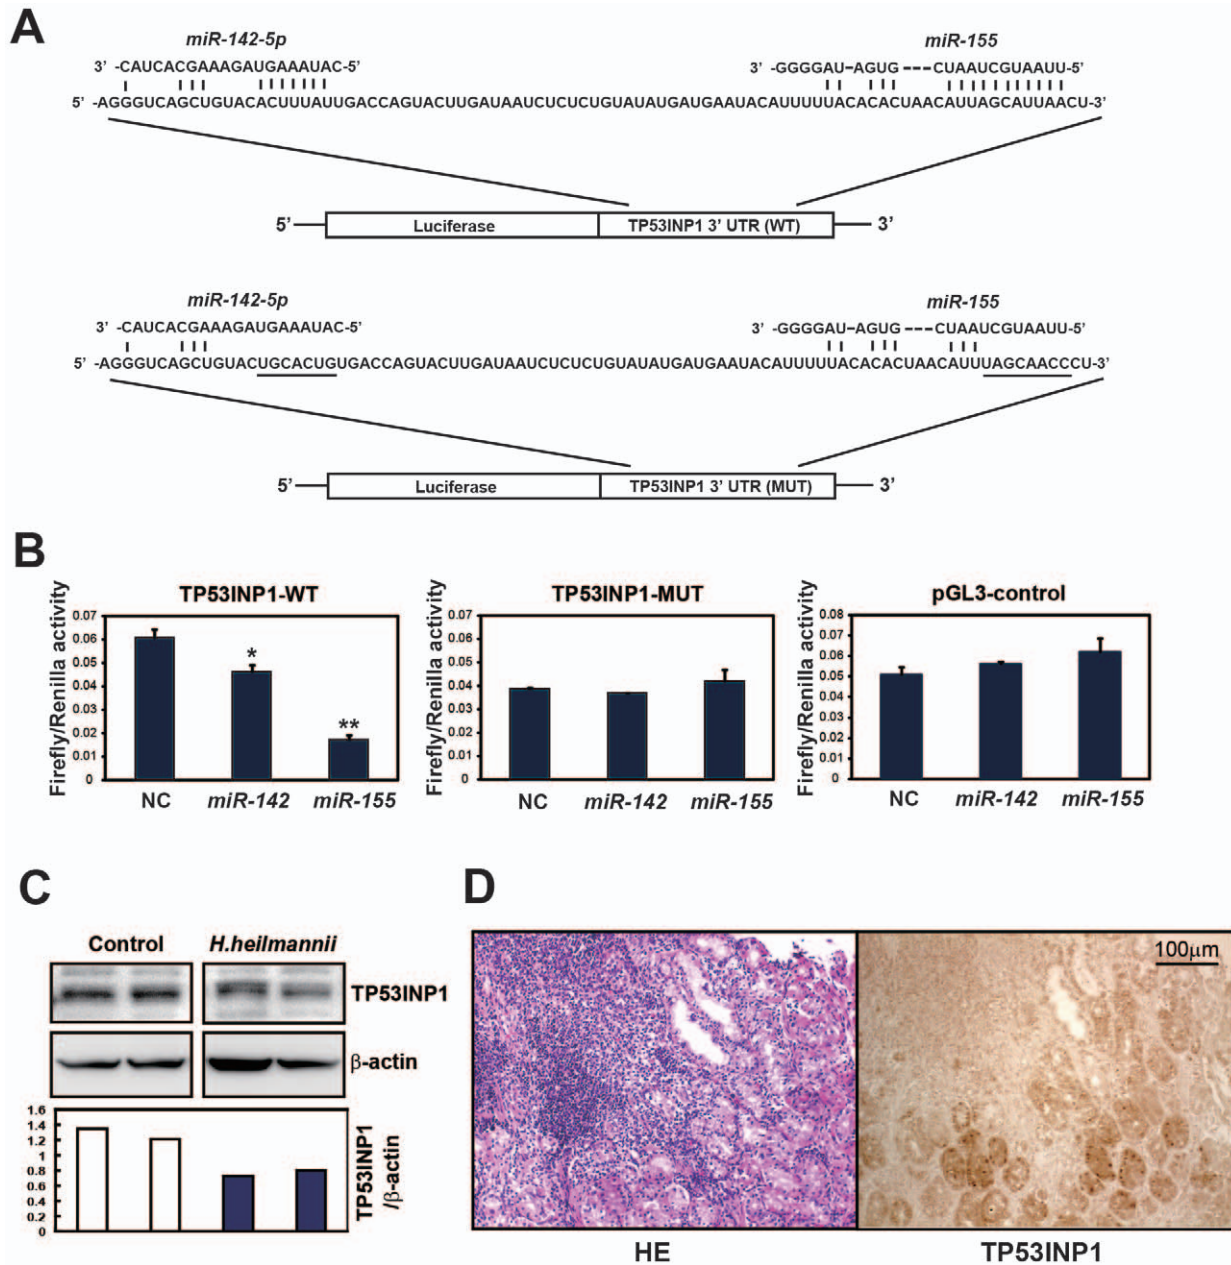 A
miR-142-5p miR-155
3' -CAUCACGAAAGAUGAAAUAC-5' 3' -GGGGAU-AGUG---CUAAUCGUAAUU-5'
5' -AGGGUCAGCUGUACACUUUAUUGACCAGUACUUGAUAAUCUCUCUGUAUAUGAUGAAUACAUUUUUACACACUAACAUUAGCAUUAACU-3'
5' Luciferase TP53INP1 3' UTR (WT) 3'
miR-142-5p miR-155
3' -CAUCACGAAAGAUGAAAUAC-5' 3' -GGGGAU-AGUG---CUAAUCGUAAUU-5'
5' -AGGGUCAGCUGUACUGCACUGUGACCAGUACUUGAUAAUCUCUCUGUAUAUGAUGAAUACAUUUUUACACACUAACAUUUAGCAACCCU-3'
5' Luciferase TP53INP1 3' UTR (MUT) 3'
B
TP53INP1-WT
Firefly/Renilla activity
0.07
0.06
0.05
0.04
0.03
0.02
0.01
0
*
**
NC miR-142 miR-155
TP53INP1-MUT
Firefly/Renilla activity
0.07
0.06
0.05
0.04
0.03
0.02
0.01
0
NC miR-142 miR-155
pGL3-control
Firefly/Renilla activity
0.08
0.07
0.06
0.05
0.04
0.03
0.02
0.01
0
NC miR-142 miR-155
C
Control H.heilmannii
TP53INP1
β-actin
1.6
1.4
1.2
1
0.8
0.6
0.4
0.2
0
TP53INP1
/β-actin
D
100μm
HE TP53INP1